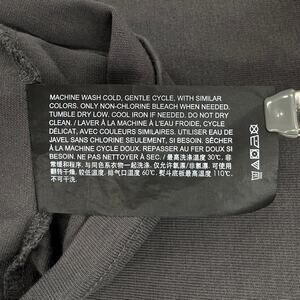 MACHINE WASH COLD, GENTLE CYCLE, WITH SIMILAR
COLORS. ONLY NON-CHLORINE BLEACH WHEN NEEDED.
TUMBLE DRY LOW. COOL IRON IF NEEDED. DO NOT DRY
CLEAN. / LAVER À LA MACHINE À L'EAU FROIDE, CYCLE
DÉLICAT, AVEC COULEURS SIMILAIRES. UTILISER EAU DE
JAVEL SANS CHLORINE SEULEMENT, SI BESOIN. SÉCHER
À LA MACHINE CYCLE DOUX. REPASSER AU FER DOUX SI
BESOIN. NE PAS NETTOYER À SEC / 最高洗涤温度 30℃, 非
常缓和程序. 与同色系衣物一起洗涤. 仅允许氧漂/非氯漂. 可使用
翻转干燥. 较低温度. 排气口温度 60℃. 熨斗底板最高温度 110℃.
不可干洗.